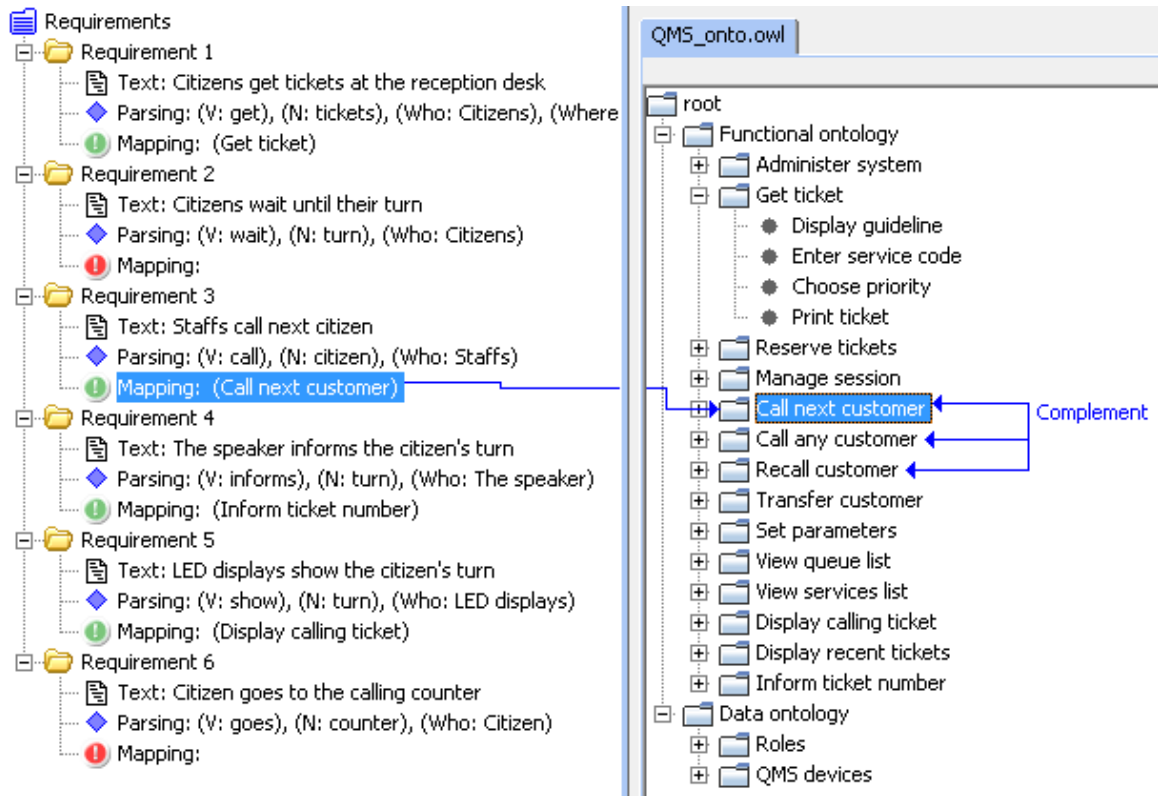 Requirements
Requirement 1
Text: Citizens get tickets at the reception desk
Parsing: (V: get), (N: tickets), (Who: Citizens), (Where
Mapping: (Get ticket)
Requirement 2
Text: Citizens wait until their turn
Parsing: (V: wait), (N: turn), (Who: Citizens)
Mapping:
Requirement 3
Text: Staffs call next citizen
Parsing: (V: call), (N: citizen), (Who: Staffs)
Mapping: (Call next customer)
Requirement 4
Text: The speaker informs the citizen's turn
Parsing: (V: informs), (N: turn), (Who: The speaker)
Mapping: (Inform ticket number)
Requirement 5
Text: LED displays show the citizen's turn
Parsing: (V: show), (N: turn), (Who: LED displays)
Mapping: (Display calling ticket)
Requirement 6
Text: Citizen goes to the calling counter
Parsing: (V: goes), (N: counter), (Who: Citizen)
Mapping:
QMS_onto.owl
root
Functional ontology
Administer system
Get ticket
Display guideline
Enter service code
Choose priority
Print ticket
Reserve tickets
Manage session
Call next customer
Complement
Call any customer
Recall customer
Transfer customer
Set parameters
View queue list
View services list
Display calling ticket
Display recent tickets
Inform ticket number
Data ontology
Roles
QMS devices